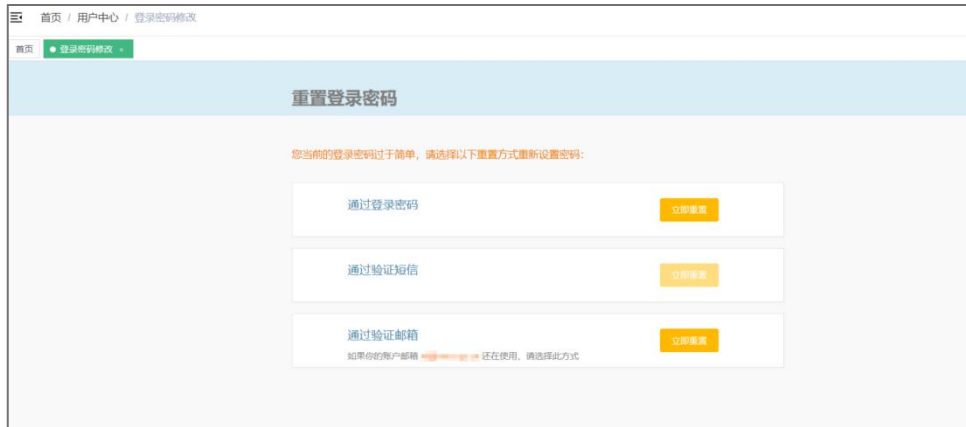 首页 / 用户中心 / 登录密码修改
首页 登录密码修改 ×
重置登录密码
您当前的登录密码过于简单，请选择以下重置方式重新设置密码：
通过登录密码 立即重置
通过验证短信 立即重置
通过验证邮箱 立即重置
如果你的账户邮箱 还在使用，请选择此方式